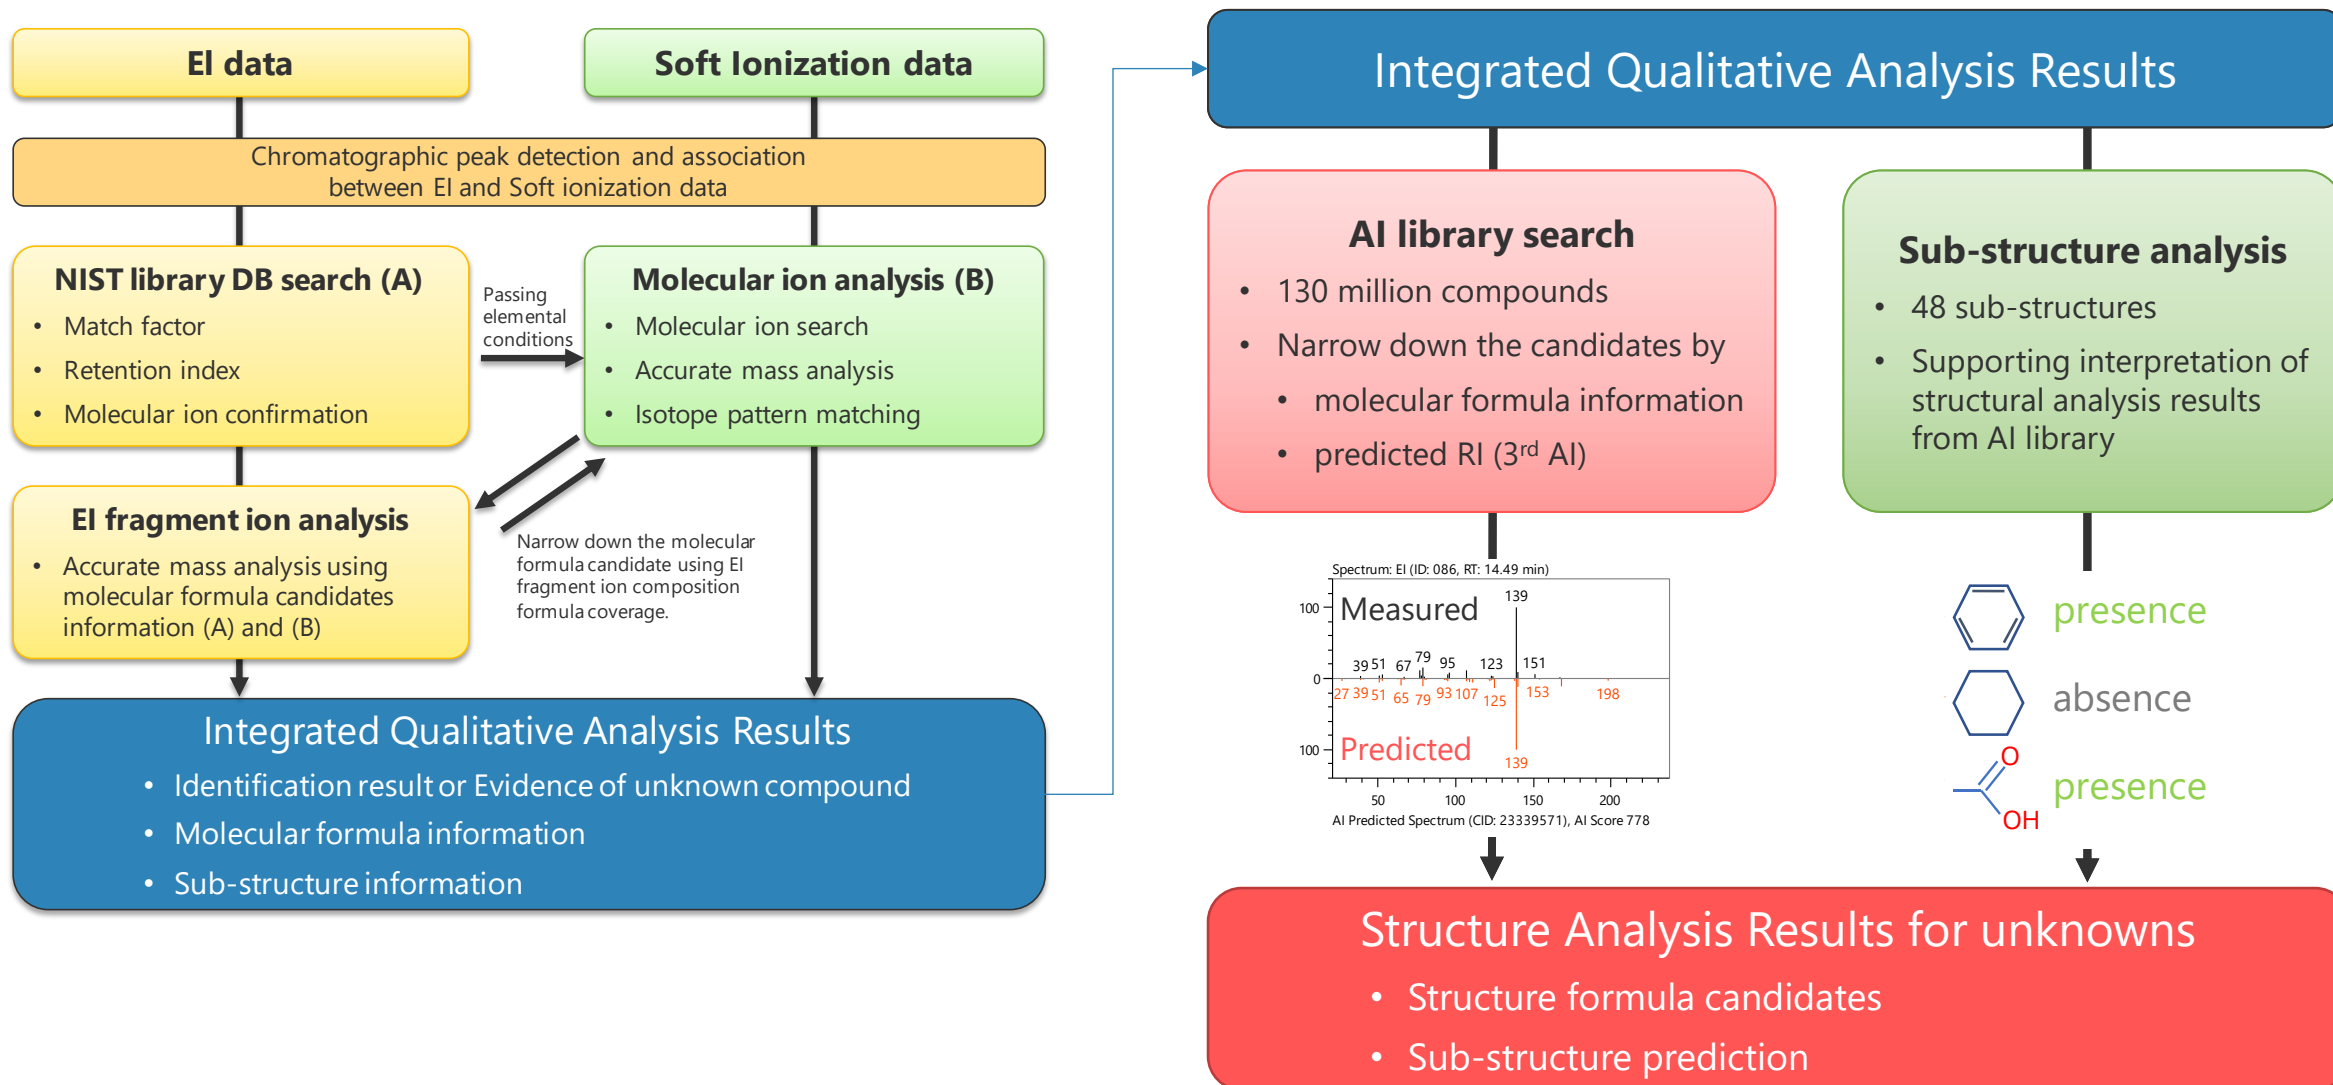 EI data
Soft Ionization data
Chromatographic peak detection and association
between EI and Soft ionization data
NIST library DB search (A)
• Match factor
• Retention index
• Molecular ion confirmation
Passing
elemental
conditions
Molecular ion analysis (B)
• Molecular ion search
• Accurate mass analysis
• Isotope pattern matching
EI fragment ion analysis
• Accurate mass analysis using
molecular formula candidates
information (A) and (B)
Narrow down the molecular
formula candidate using EI
fragment ion composition
formula coverage.
Integrated Qualitative Analysis Results
• Identification result or Evidence of unknown compound
• Molecular formula information
• Sub-structure information
Integrated Qualitative Analysis Results
AI library search
• 130 million compounds
• Narrow down the candidates by
• molecular formula information
• predicted RI (3rd AI)
Sub-structure analysis
• 48 sub-structures
• Supporting interpretation of
structural analysis results
from AI library
Spectrum: EI (ID: 086, RT: 14.49 min)
139
100
Measured
39 51 67 79 95 123 151
0
27 39 51 65 79 93 107 125 153 198
100
Predicted
139
50 100 150 200
AI Predicted Spectrum (CID: 23339571), AI Score 778
presence
absence
O
presence
OH
Structure Analysis Results for unknowns
• Structure formula candidates
• Sub-structure prediction